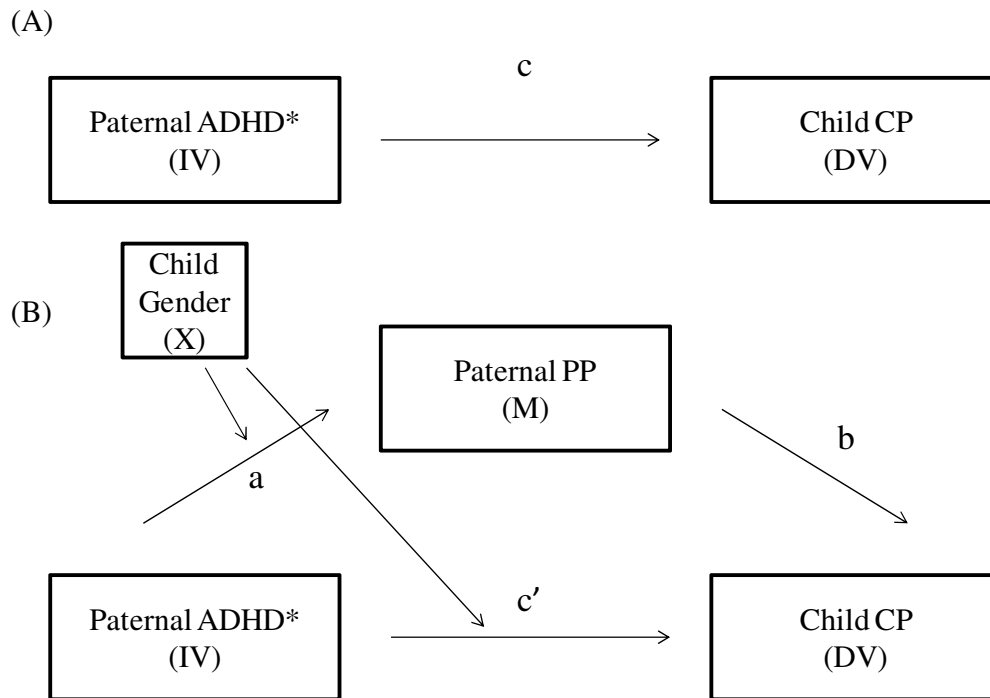 (A)
c
Paternal ADHD*
(IV)
Child CP
(DV)
Child
Gender
(X)
(B)
Paternal PP
(M)
a
b
Paternal ADHD*
(IV)
c’
Child CP
(DV)